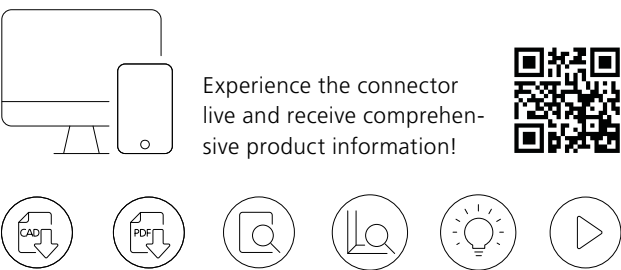 Experience the connector
live and receive comprehen-
sive product information!
CAD
PDF